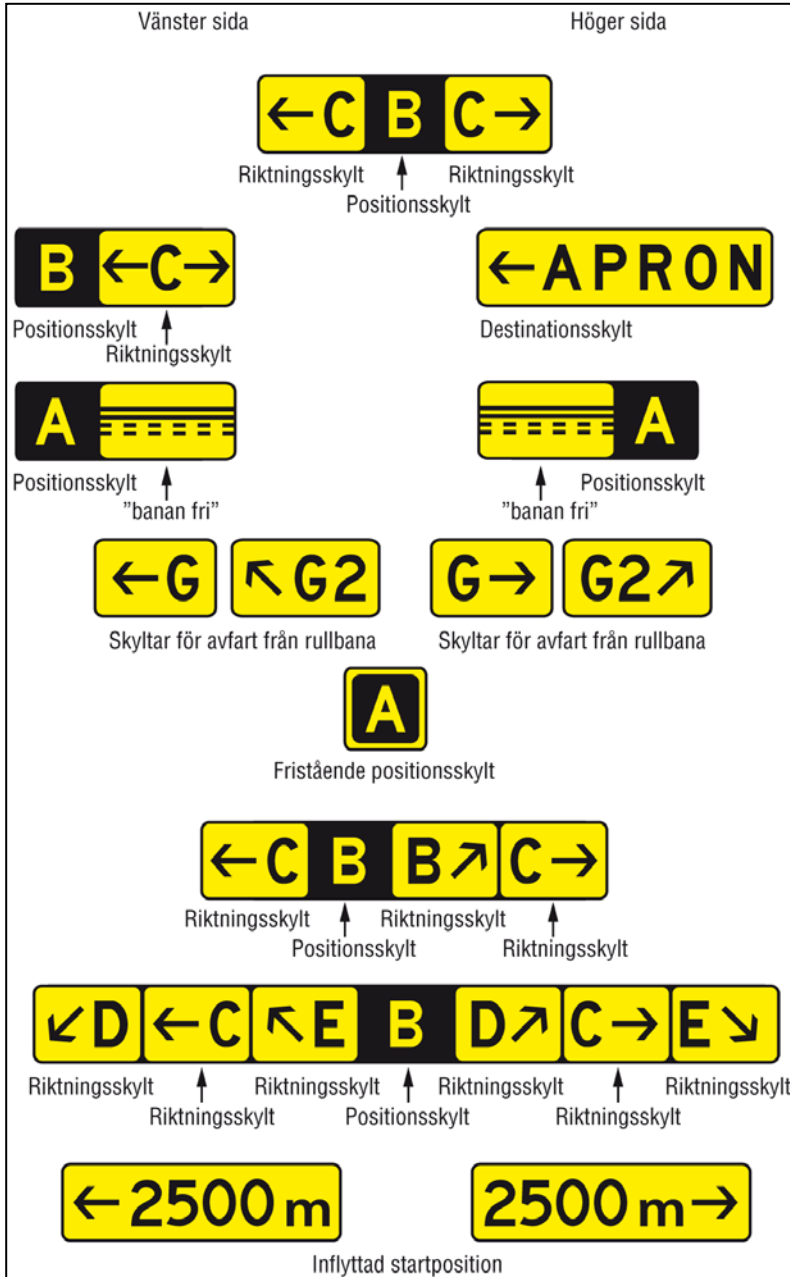 Vänster sida Höger sida
←C B C→
Riktningsskylt Riktningsskylt
Positionsskylt
B ←C→ ←APRON
Positionsskylt Destinationsskylt
Riktningsskylt
A A
Positionsskylt Positionsskylt
”banan fri” ”banan fri”
←G ↖G2 G→ G2↗
Skyltar för avfart från rullbana Skyltar för avfart från rullbana
A
Fristående positionsskylt
←C B B↗ C→
Riktningsskylt Riktningsskylt
Positionsskylt Riktningsskylt
↙D ←C ↖E B D↗ C→ E↘
Riktningsskylt Riktningsskylt Riktningsskylt Riktningsskylt
Riktningsskylt Positionsskylt Riktningsskylt
←2500 m 2500 m→
Inflyttad startposition